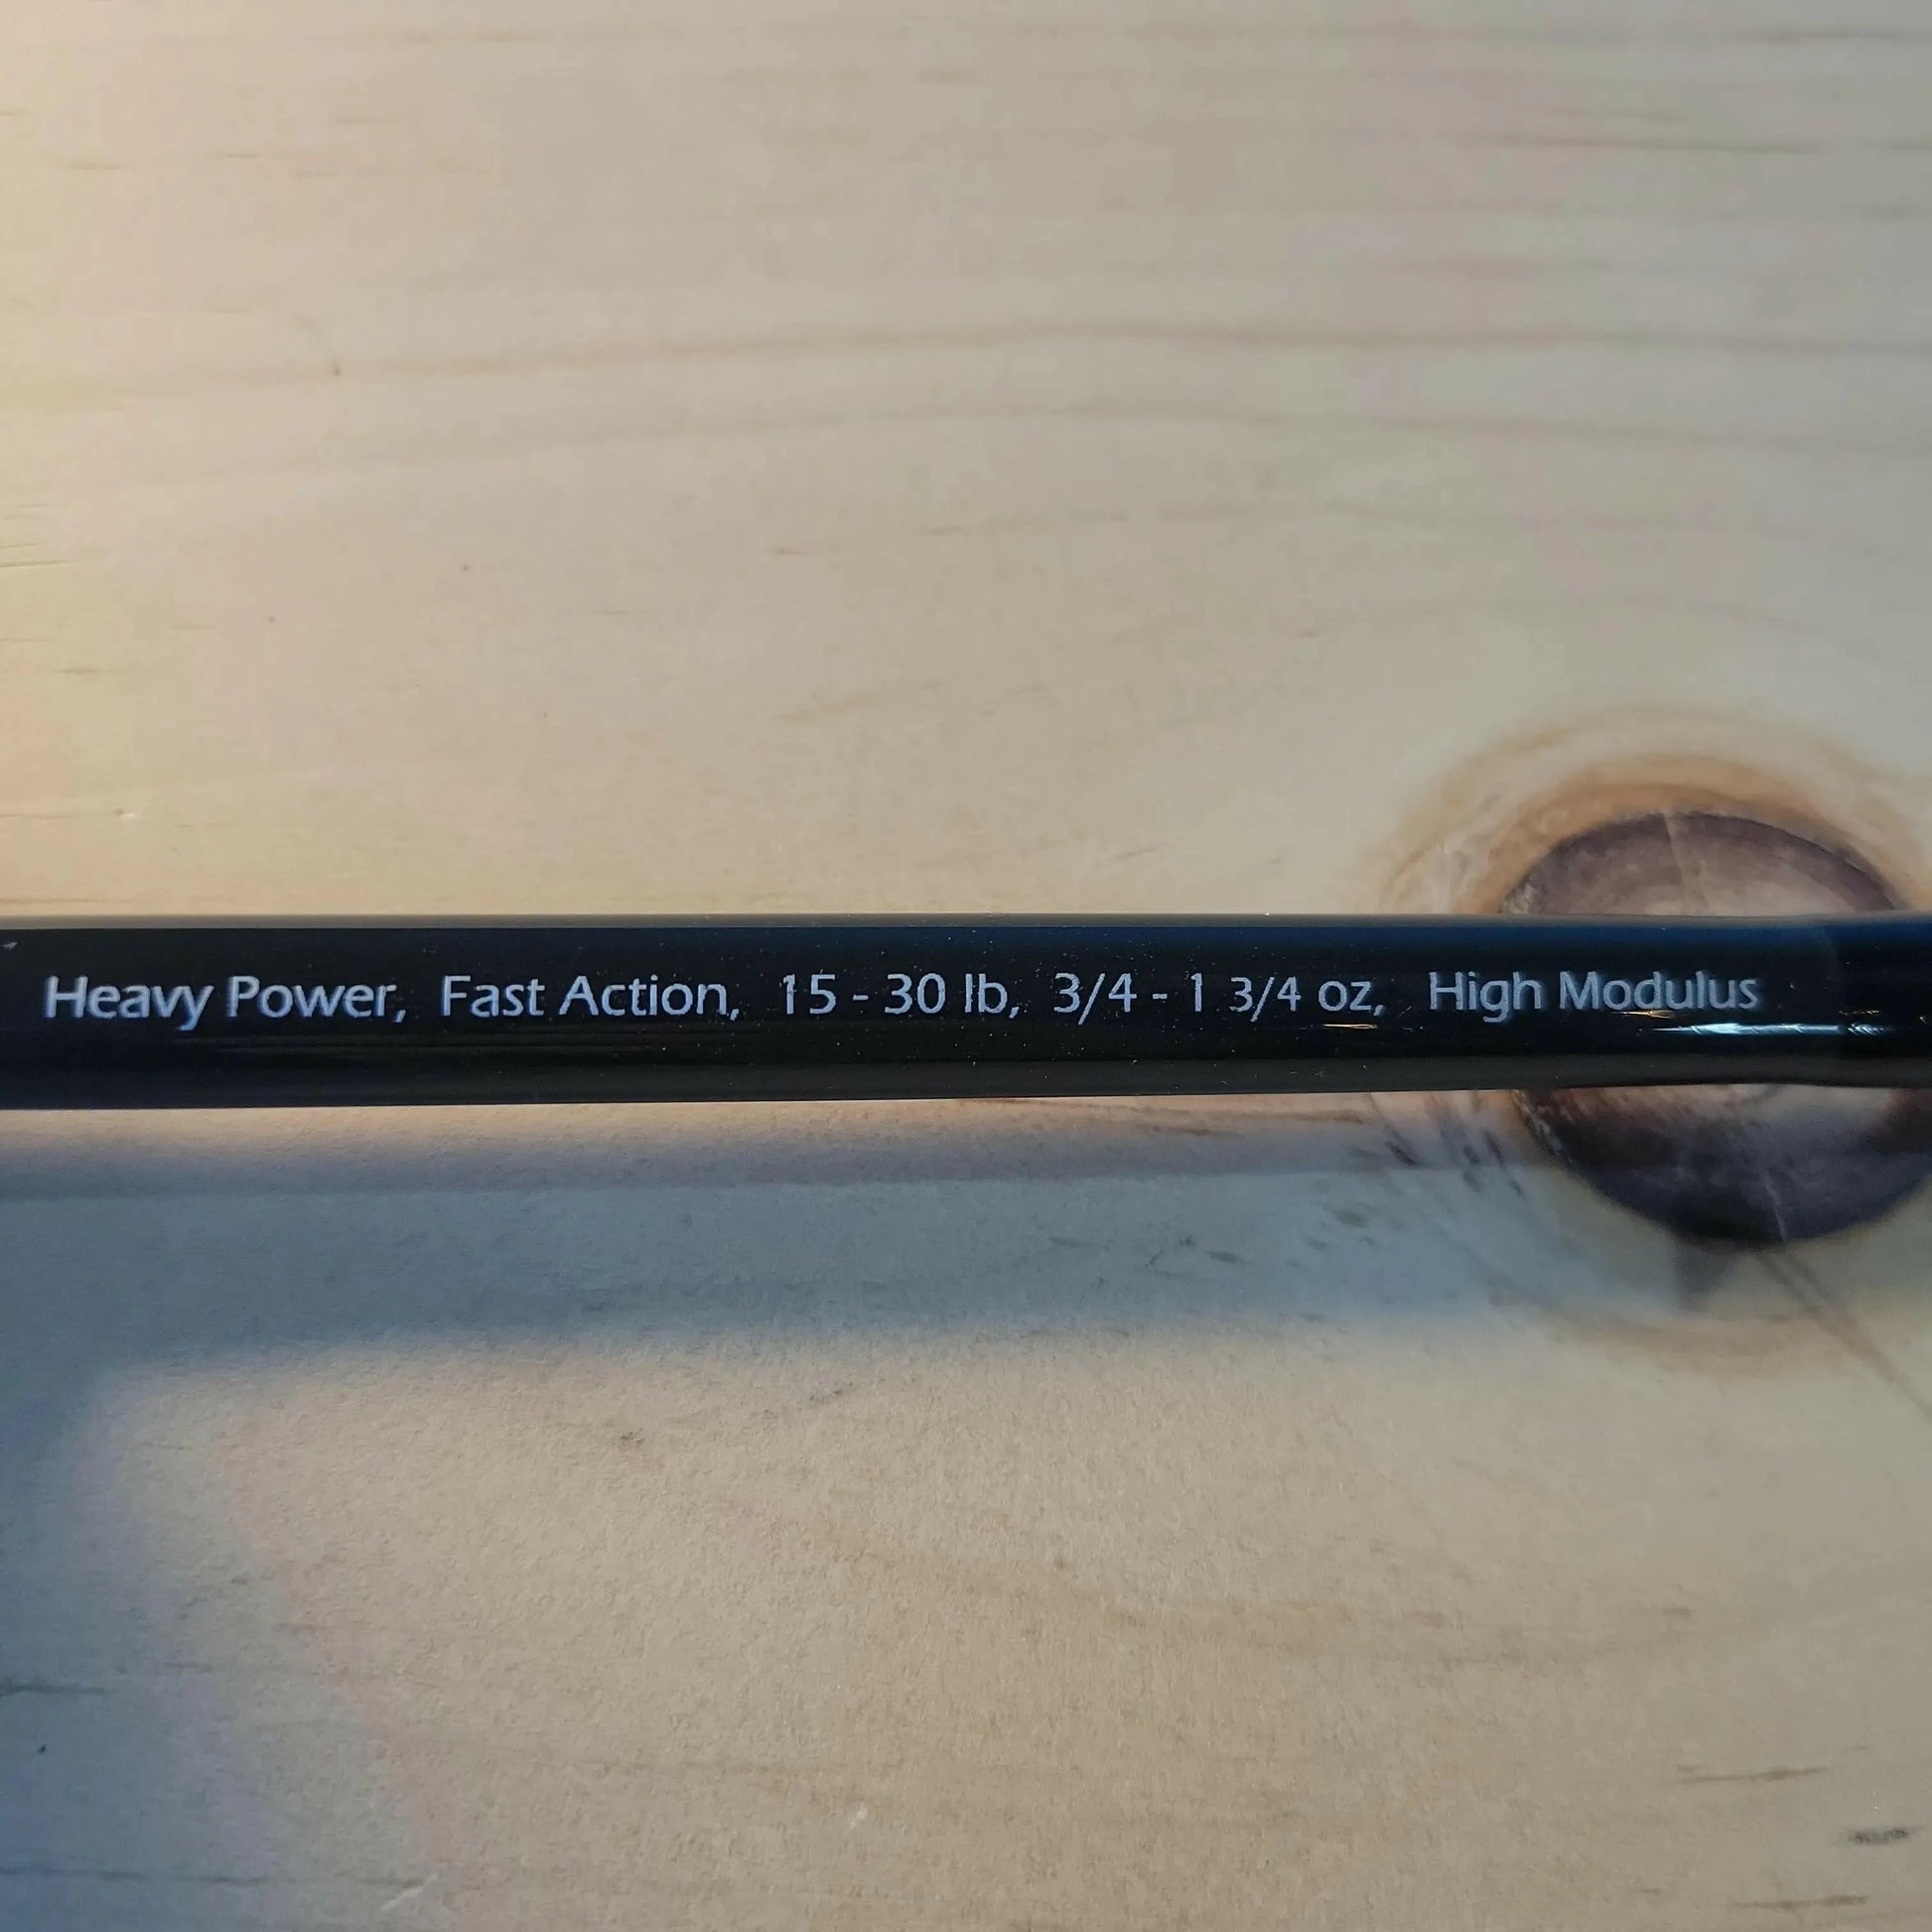 Heavy Power, Fast Action, 15 - 30 lb, 3/4 - 1 3/4 oz, High Modulus